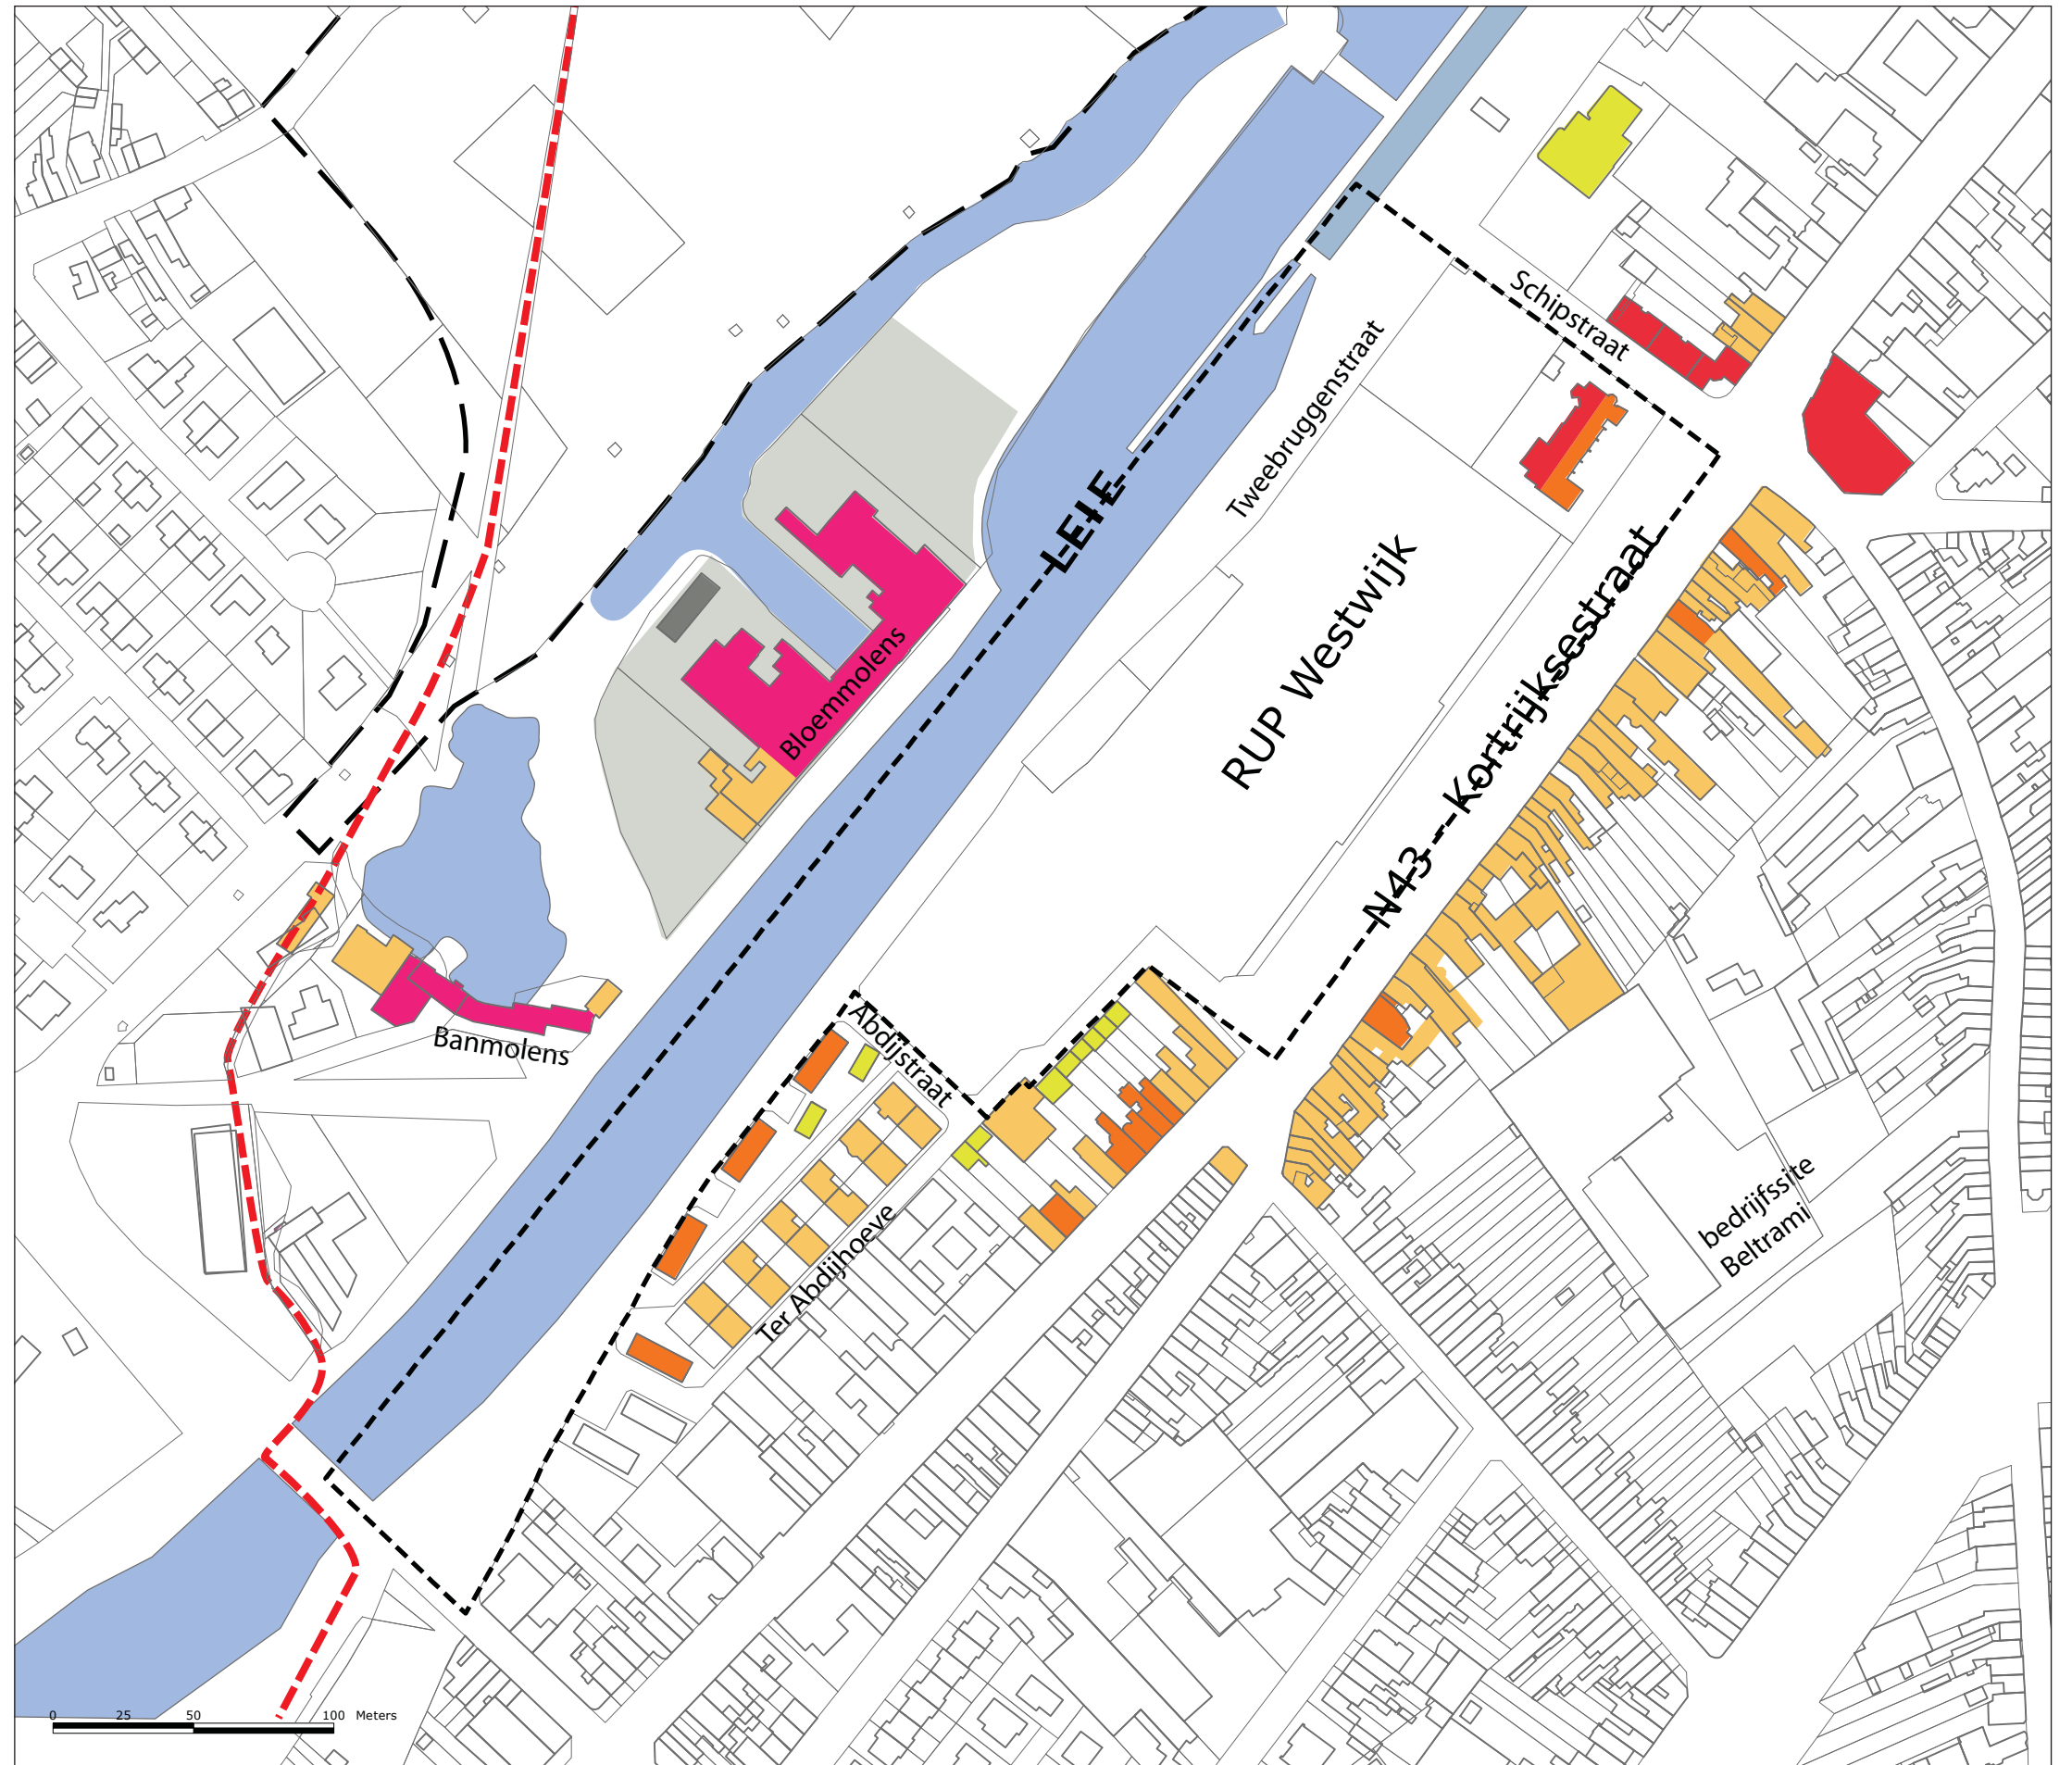 Schipstraat
Tweebruggenstraat
LEIE
RUP Westwijk
N43 - Kortrijksestraat
Bloemmolens
Banmolens
Abdijstraat
Ter Abdijhoeve
bedrijfssite
Beltrami
0 25 50 100 Meters